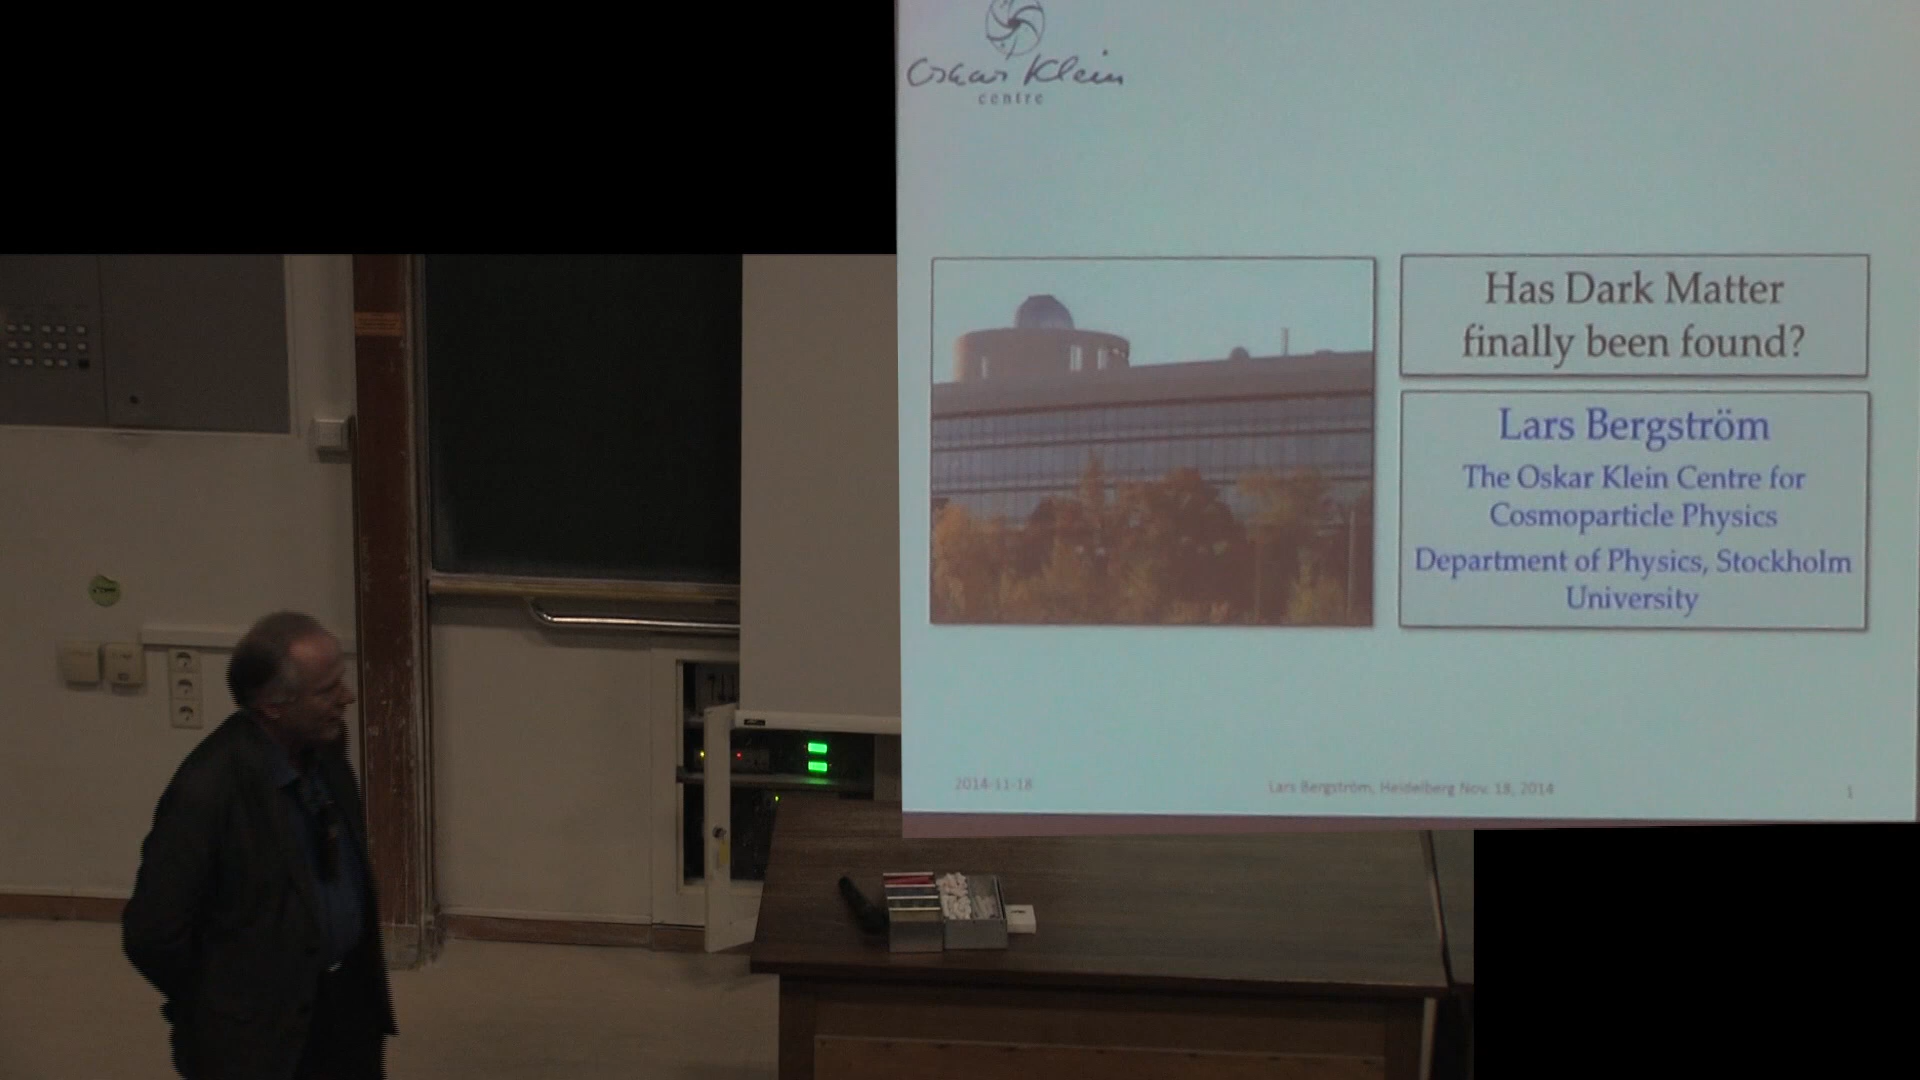 Oskar Klein
centre
Has Dark Matter
finally been found?
Lars Bergström
The Oskar Klein Centre for
Cosmoparticle Physics
Department of Physics, Stockholm
University
2014-11-18
Lars Bergström, Heidelberg Nov. 18, 2014
1